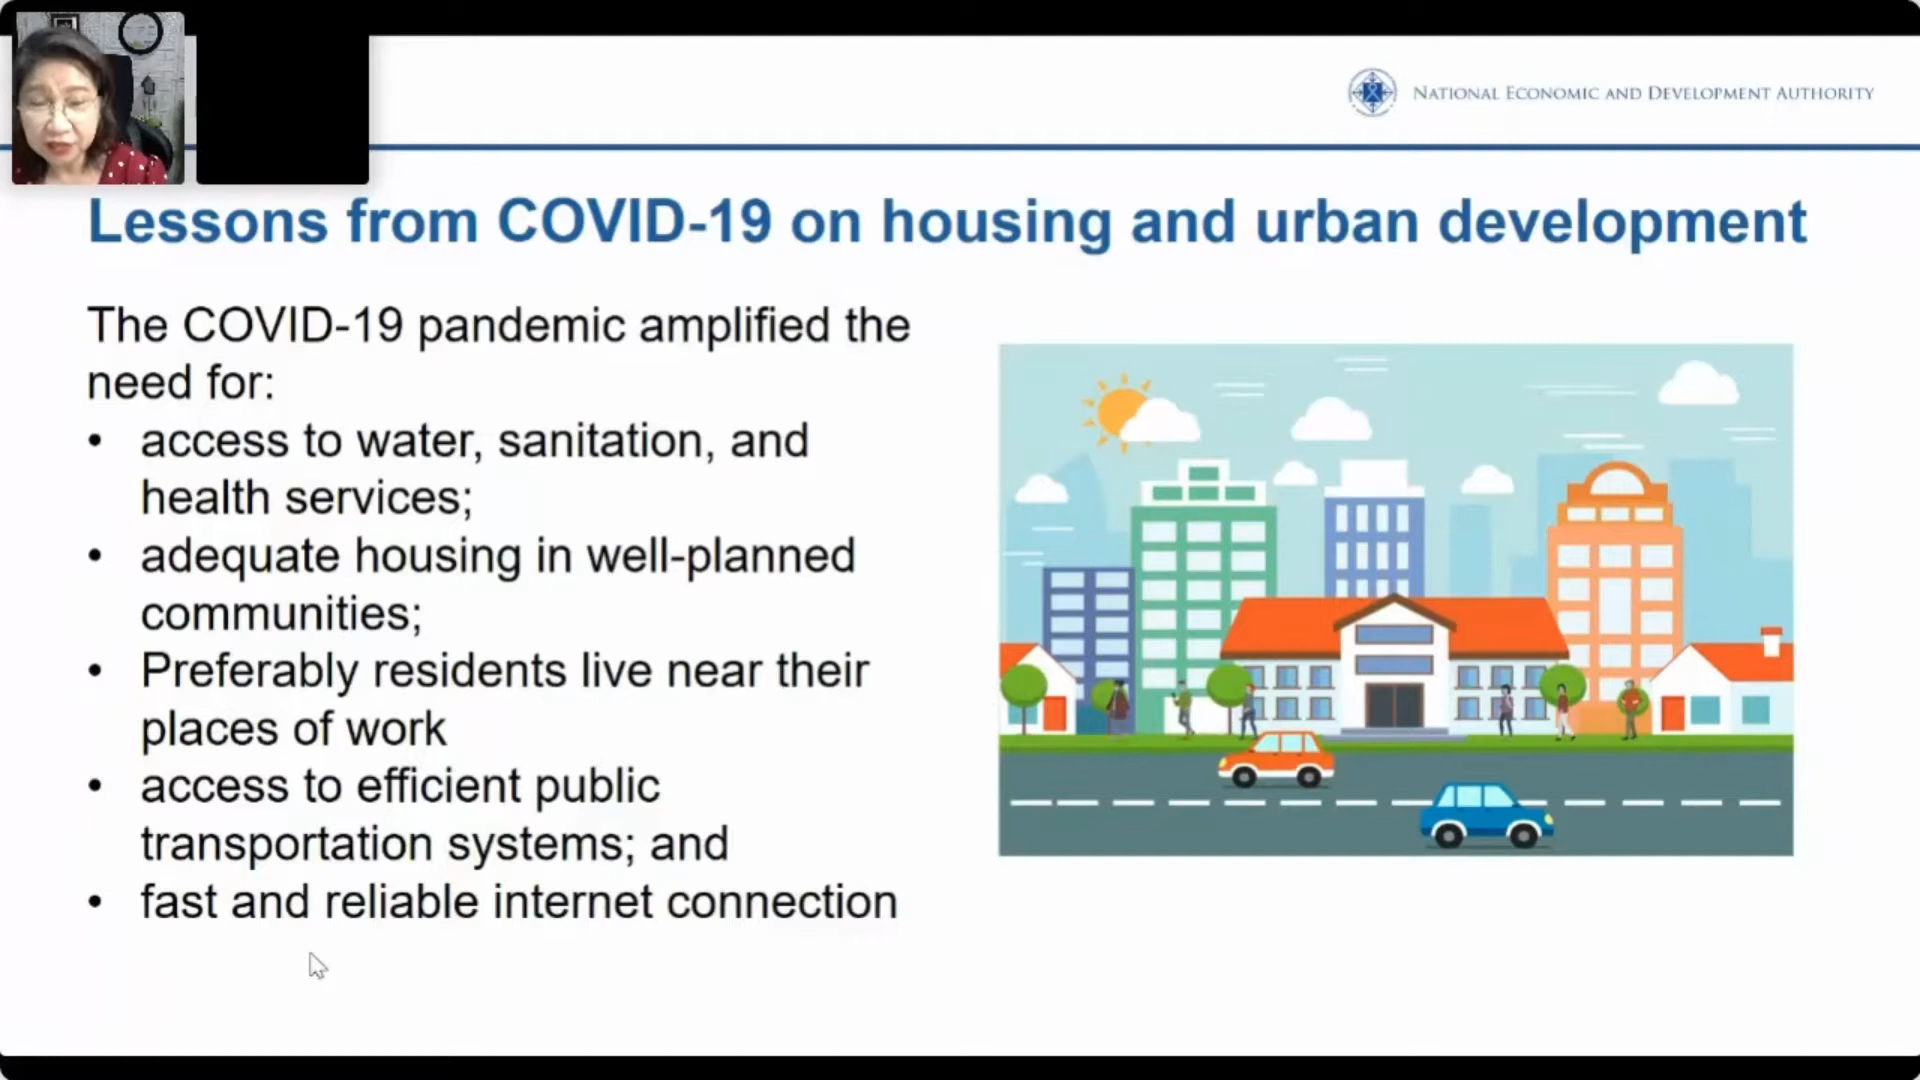 NATIONAL ECONOMIC AND DEVELOPMENT AUTHORITY
Lessons from COVID-19 on housing and urban development
The COVID-19 pandemic amplified the
need for:
• access to water, sanitation, and
health services;
• adequate housing in well-planned
communities;
• Preferably residents live near their
places of work
• access to efficient public
transportation systems; and
• fast and reliable internet connection